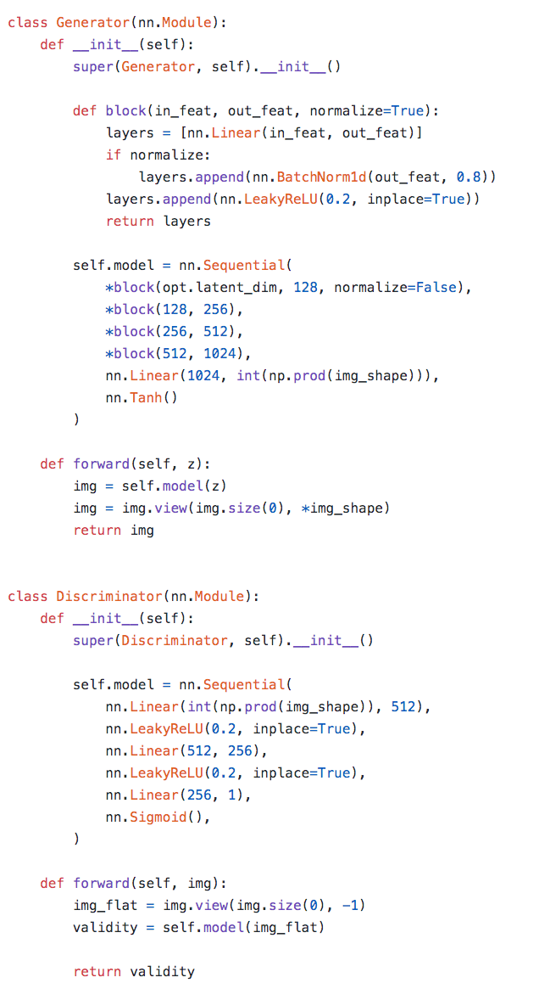 class Generator(nn.Module):
    def __init__(self):
        super(Generator, self).__init__()

        def block(in_feat, out_feat, normalize=True):
            layers = [nn.Linear(in_feat, out_feat)]
            if normalize:
                layers.append(nn.BatchNorm1d(out_feat, 0.8))
            layers.append(nn.LeakyReLU(0.2, inplace=True))
            return layers

        self.model = nn.Sequential(
            *block(opt.latent_dim, 128, normalize=False),
            *block(128, 256),
            *block(256, 512),
            *block(512, 1024),
            nn.Linear(1024, int(np.prod(img_shape))),
            nn.Tanh()
        )

    def forward(self, z):
        img = self.model(z)
        img = img.view(img.size(0), *img_shape)
        return img


class Discriminator(nn.Module):
    def __init__(self):
        super(Discriminator, self).__init__()

        self.model = nn.Sequential(
            nn.Linear(int(np.prod(img_shape)), 512),
            nn.LeakyReLU(0.2, inplace=True),
            nn.Linear(512, 256),
            nn.LeakyReLU(0.2, inplace=True),
            nn.Linear(256, 1),
            nn.Sigmoid(),
        )

    def forward(self, img):
        img_flat = img.view(img.size(0), -1)
        validity = self.model(img_flat)

        return validity